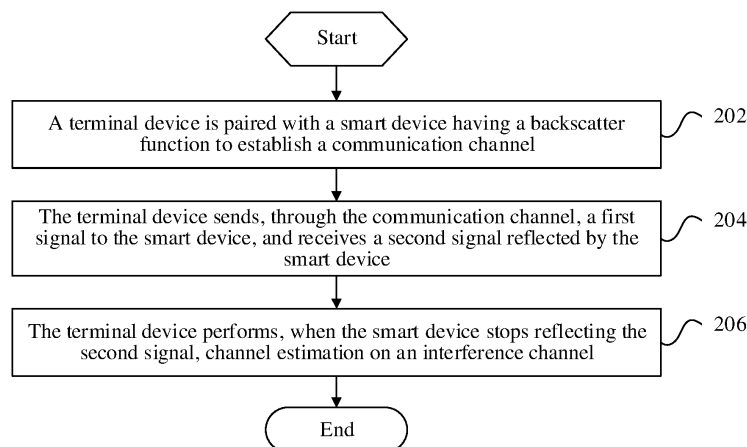 Start
A terminal device is paired with a smart device having a backscatter
function to establish a communication channel
202
The terminal device sends, through the communication channel, a first
signal to the smart device, and receives a second signal reflected by the
smart device
204
The terminal device performs, when the smart device stops reflecting the
second signal, channel estimation on an interference channel
206
End